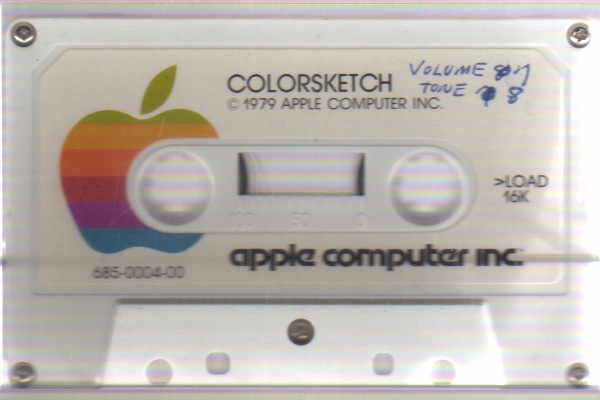 COLORSKETCH
© 1979 APPLE COMPUTER INC.
VOLUME
TONE 8
>LOAD
16K
100 50 0
apple computer inc.
685-0004-00